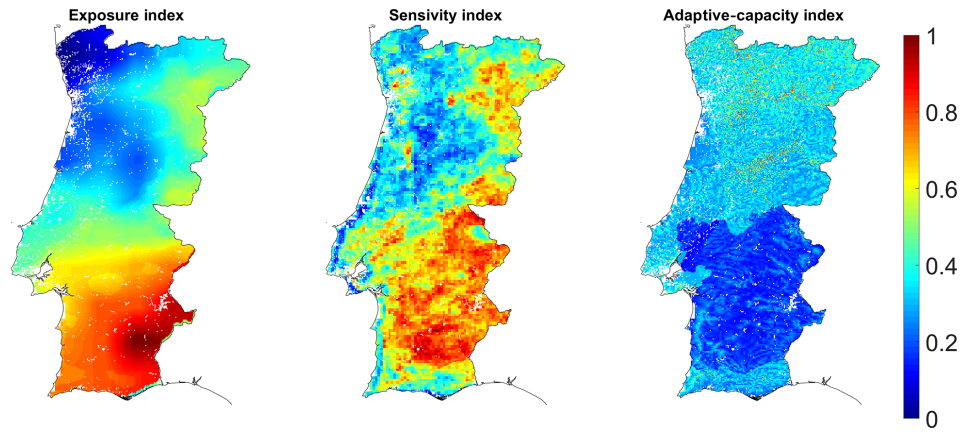 Exposure index
Sensivity index
Adaptive-capacity index
1
0.8
0.6
0.4
0.2
0